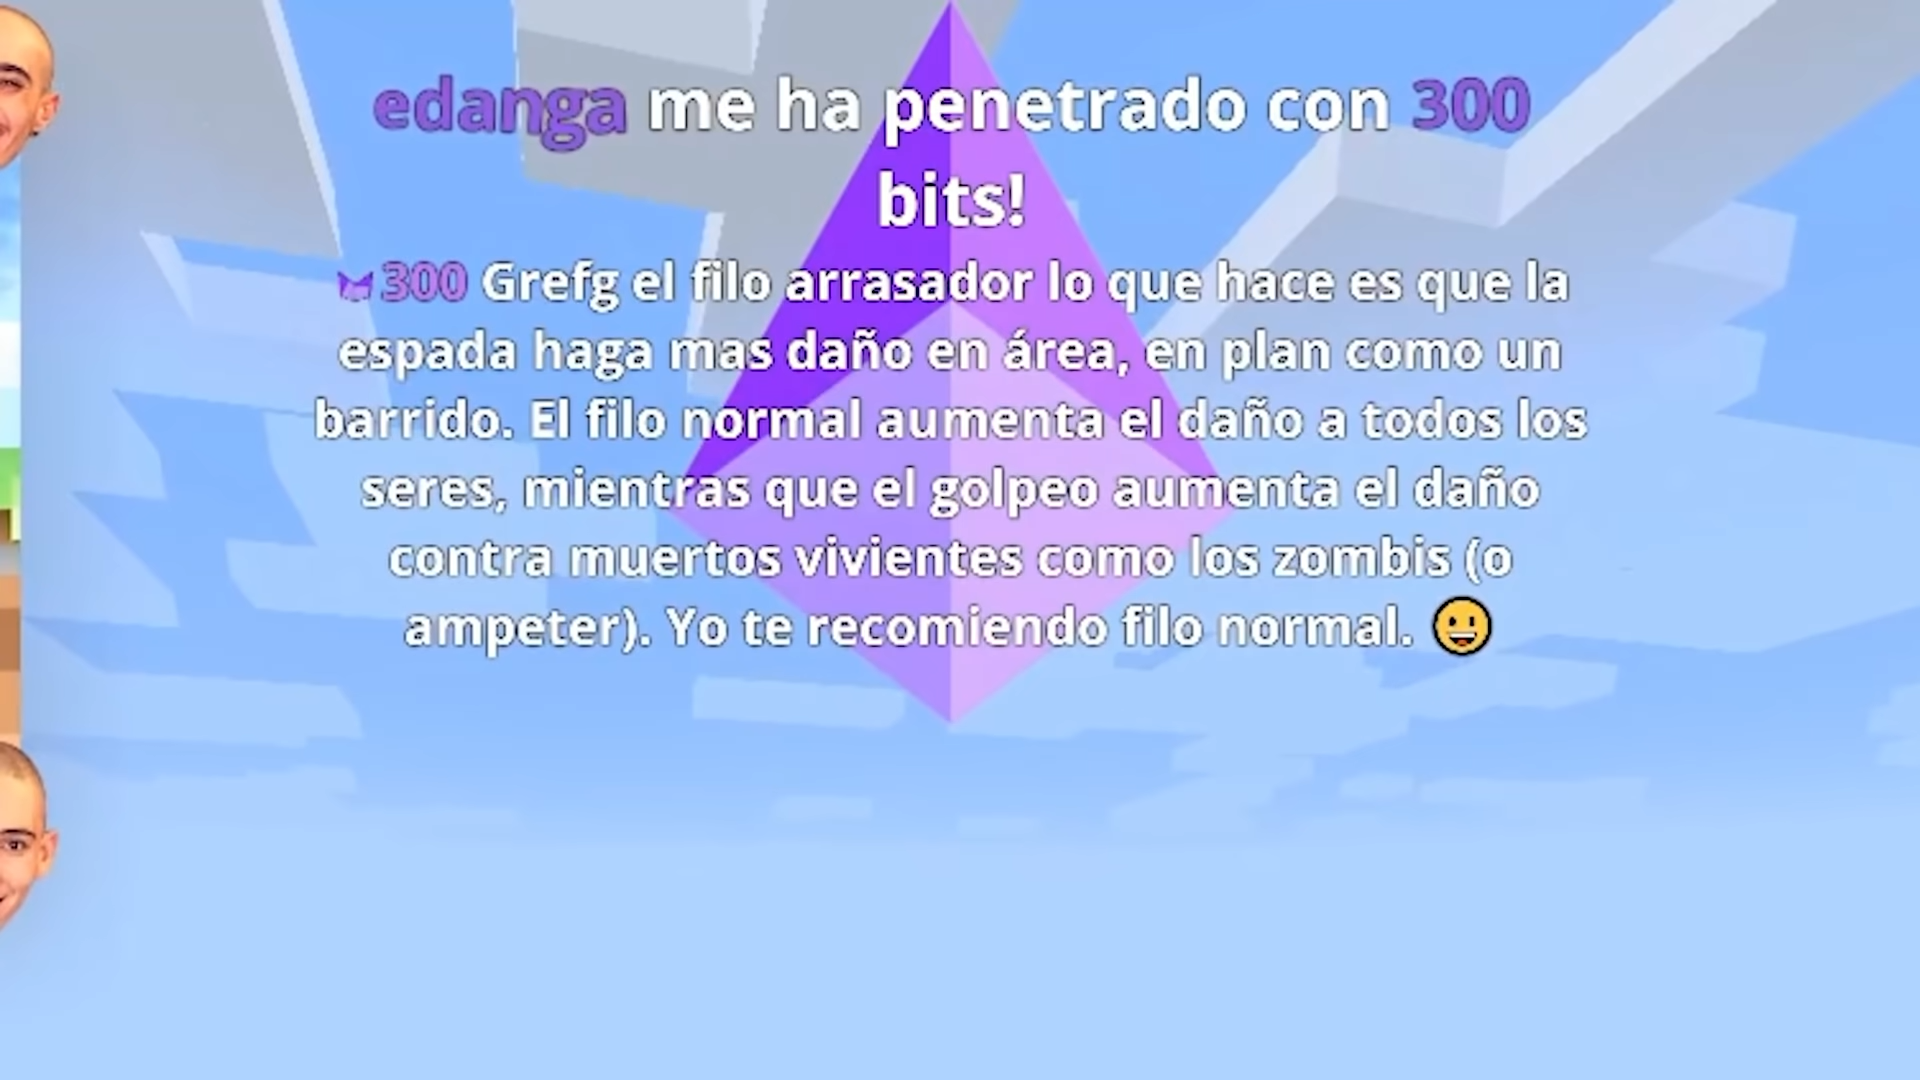 edanga me ha penetrado con 300
bits!
300 Grefg el filo arrasador lo que hace es que la
espada haga mas daño en área, en plan como un
barrido. El filo normal aumenta el daño a todos los
seres, mientras que el golpeo aumenta el daño
contra muertos vivientes como los zombis (o
ampeter). Yo te recomiendo filo normal. 😀